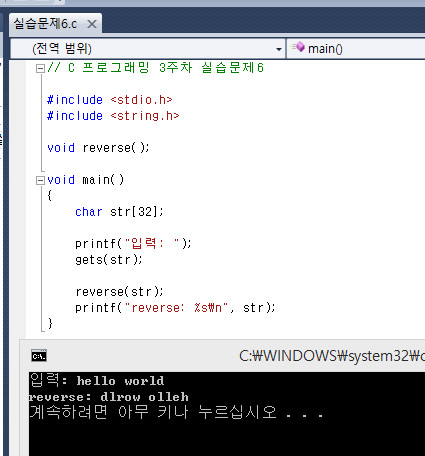 실습문제6.c
(전역 범위)
main()
// C 프로그래밍 3주차 실습문제6
#include <stdio.h>
#include <string.h>
void reverse();
void main()
{
char str[32];
printf("입력: ");
gets(str);
reverse(str);
printf("reverse: %s₩n", str);
}
C:₩WINDOWS₩system32₩c
입력: hello world
reverse: dlrow olleh
계속하려면 아무 키나 누르십시오 . . .